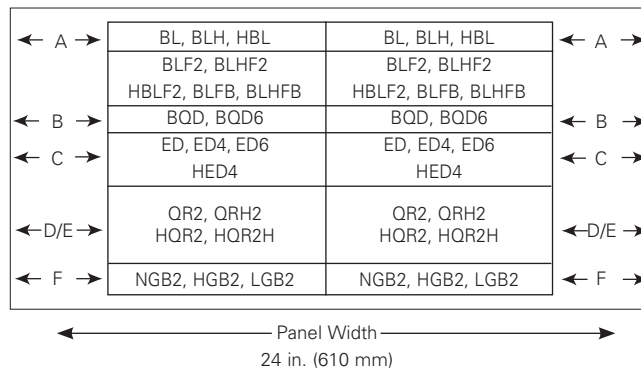 A BL, BLH, HBL BL, BLH, HBL A
BLF2, BLHF2 BLF2, BLHF2
HBLF2, BLFB, BLHFB HBLF2, BLFB, BLHFB
B BQD, BQD6 BQD, BQD6 B
C ED, ED4, ED6 ED, ED4, ED6 C
HED4 HED4
QR2, QRH2 QR2, QRH2
D/E HQR2, HQR2H HQR2, HQR2H D/E
F NGB2, HGB2, LGB2 NGB2, HGB2, LGB2 F
Panel Width
24 in. (610 mm)